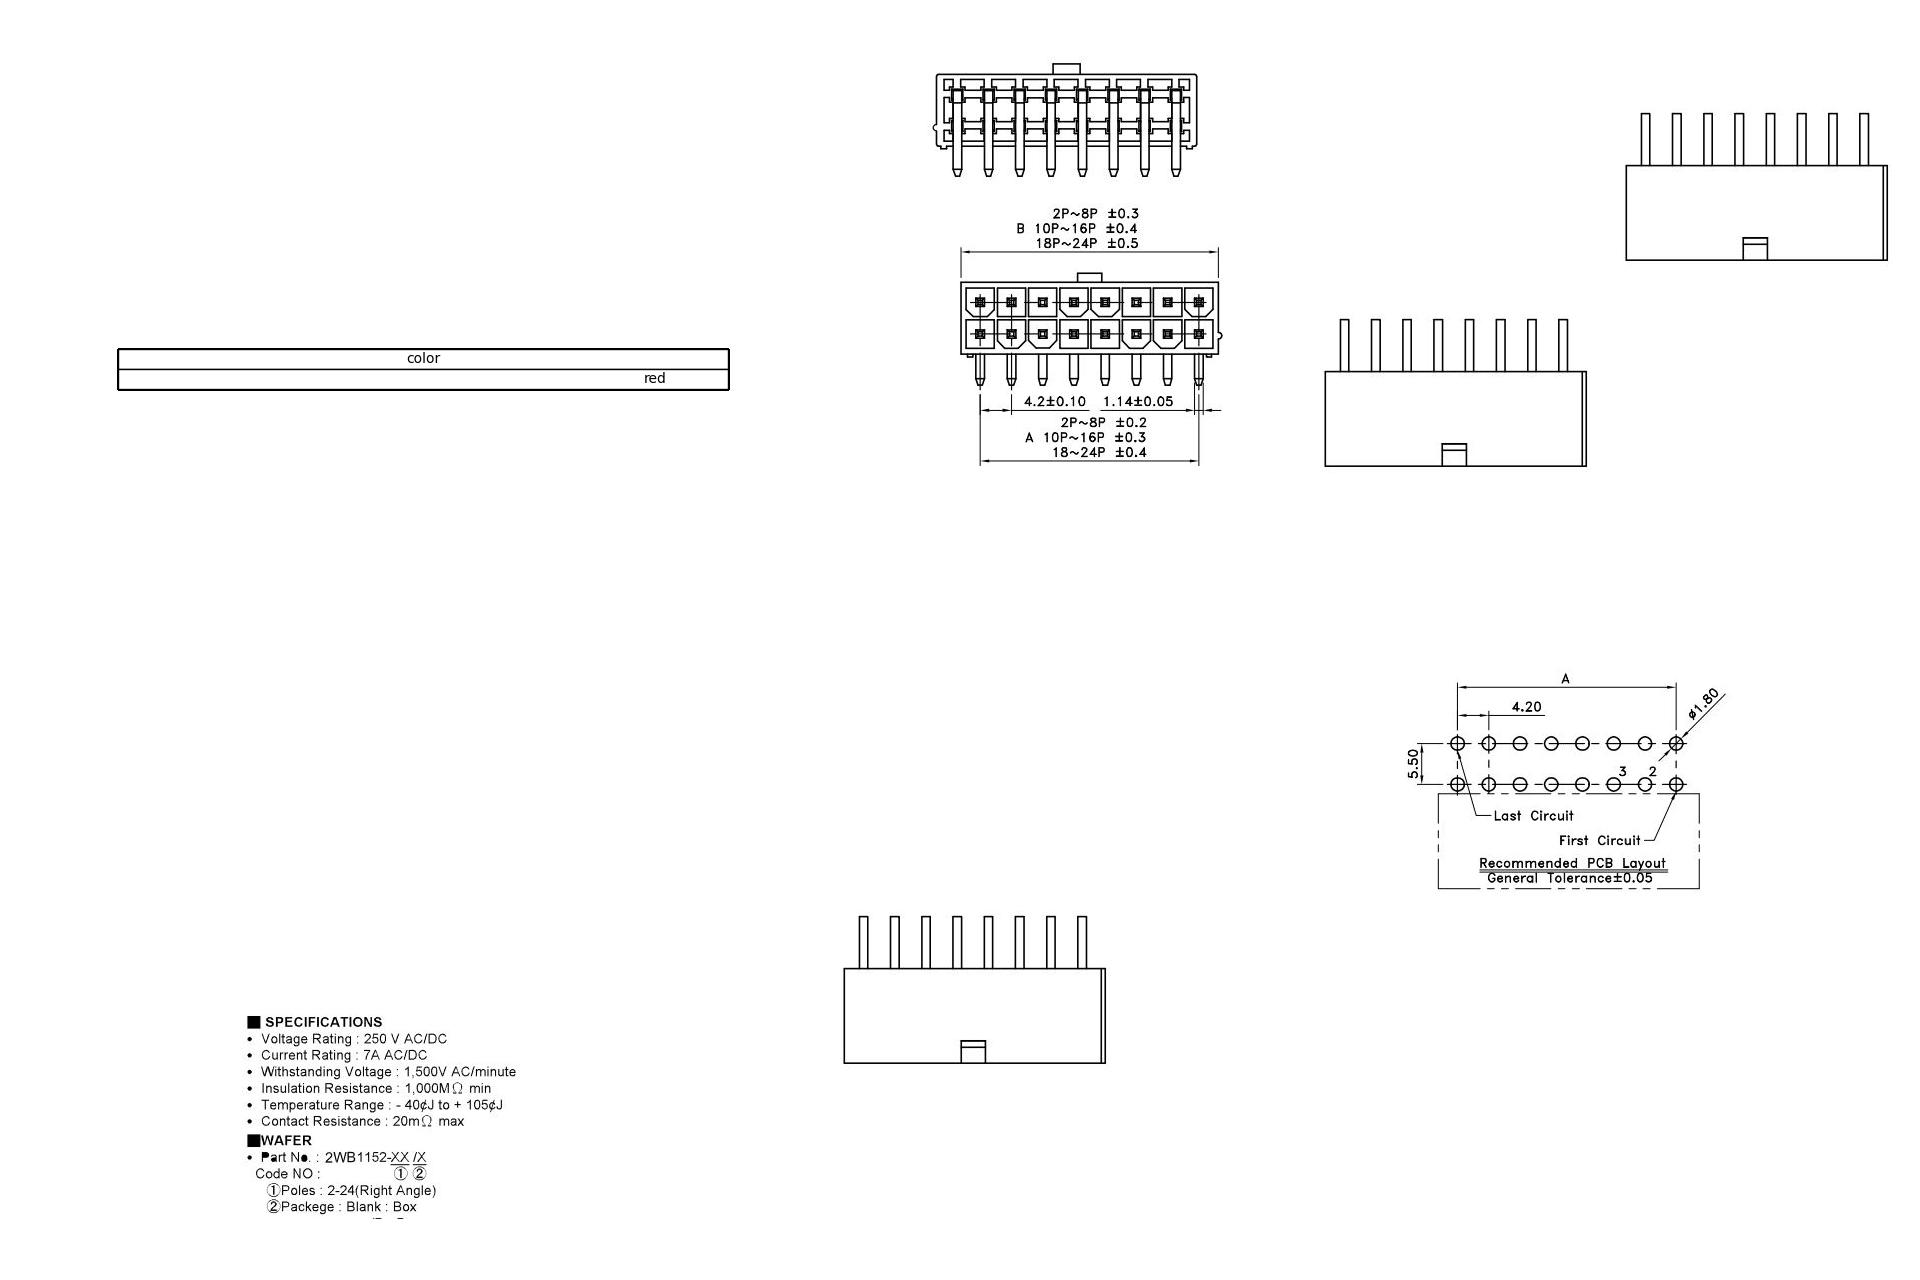 2P~8P ±0.3
B 10P~16P ±0.4
18P~24P ±0.5
color
red
4.2±0.10 1.14±0.05
2P~8P ±0.2
A 10P~16P ±0.3
18~24P ±0.4
A
4.20
ø1.80
5.50
3 2
Last Circuit
First Circuit
Recommended PCB Layout
General Tolerance±0.05
■ SPECIFICATIONS
• Voltage Rating : 250 V AC/DC
• Current Rating : 7A AC/DC
• Withstanding Voltage : 1,500V AC/minute
• Insulation Resistance : 1,000MΩ min
• Temperature Range : - 40¢J to + 105¢J
• Contact Resistance : 20mΩ max
■WAFER
• Part No. : 2WB1152-XX /X
Code NO : ① ②
①Poles : 2-24(Right Angle)
②Packege : Blank : Box